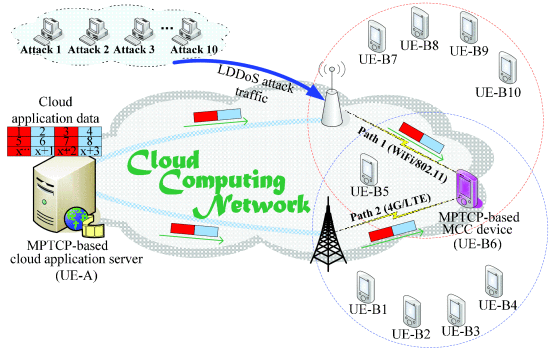 Attack 1
Attack 2
Attack 3
...
Attack 10
LDDoS attack
traffic
UE-B7
UE-B8
UE-B9
UE-B10
Cloud
application data
1 2 3 4
5 6 7 8
x x+1 x+2 x+3
MPTCP-based
cloud application server
(UE-A)
Cloud
Computing
Network
Path 1 (WiFi/802.11)
UE-B5
Path 2 (4G/LTE)
MPTCP-based
MCC device
(UE-B6)
UE-B1
UE-B2
UE-B3
UE-B4